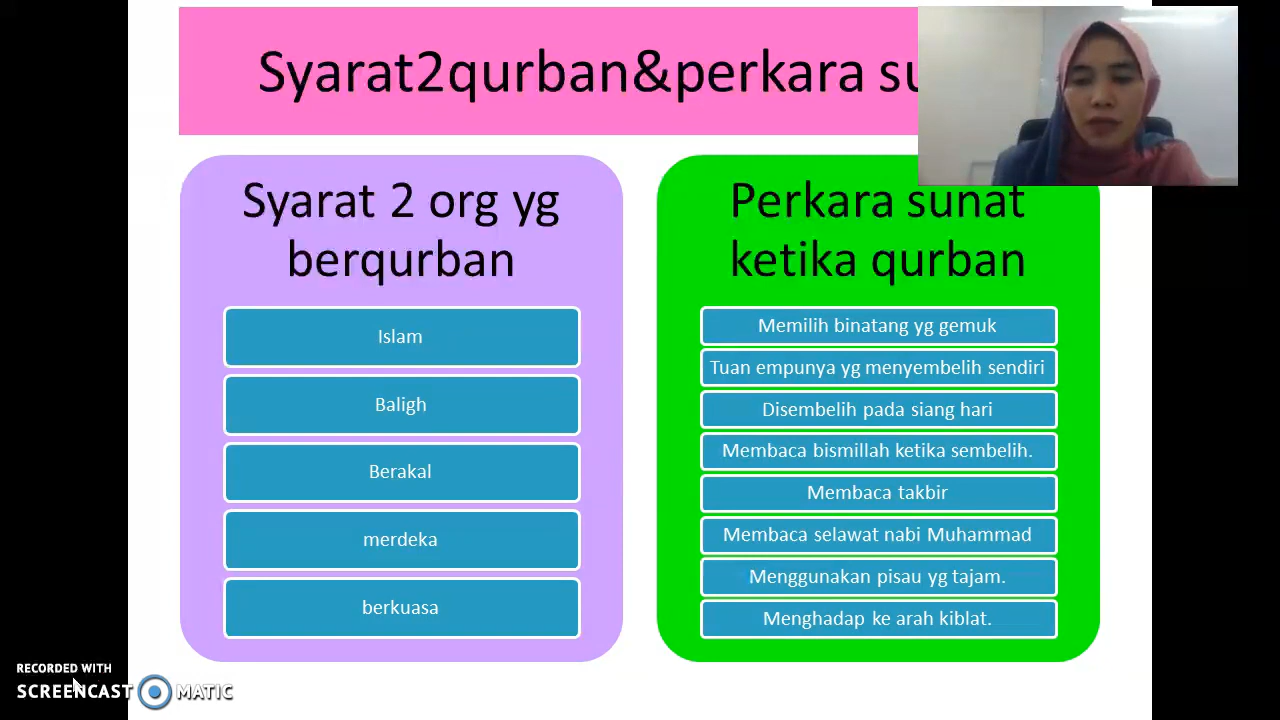 Syarat2qurban&perkara
Syarat 2 org yg
berqurban
Islam
Baligh
Berakal
merdeka
berkuasa
Perkara sunat
ketika qurban
Memilih binatang yg gemuk
Tuan empunya yg menyembelih sendiri
Disembelih pada siang hari
Membaca bismillah ketika sembelih.
Membaca takbir
Membaca selawat nabi Muhammad
Menggunakan pisau yg tajam.
Menghadap ke arah kiblat.
RECORDED WITH
SCREENCAST MATIC